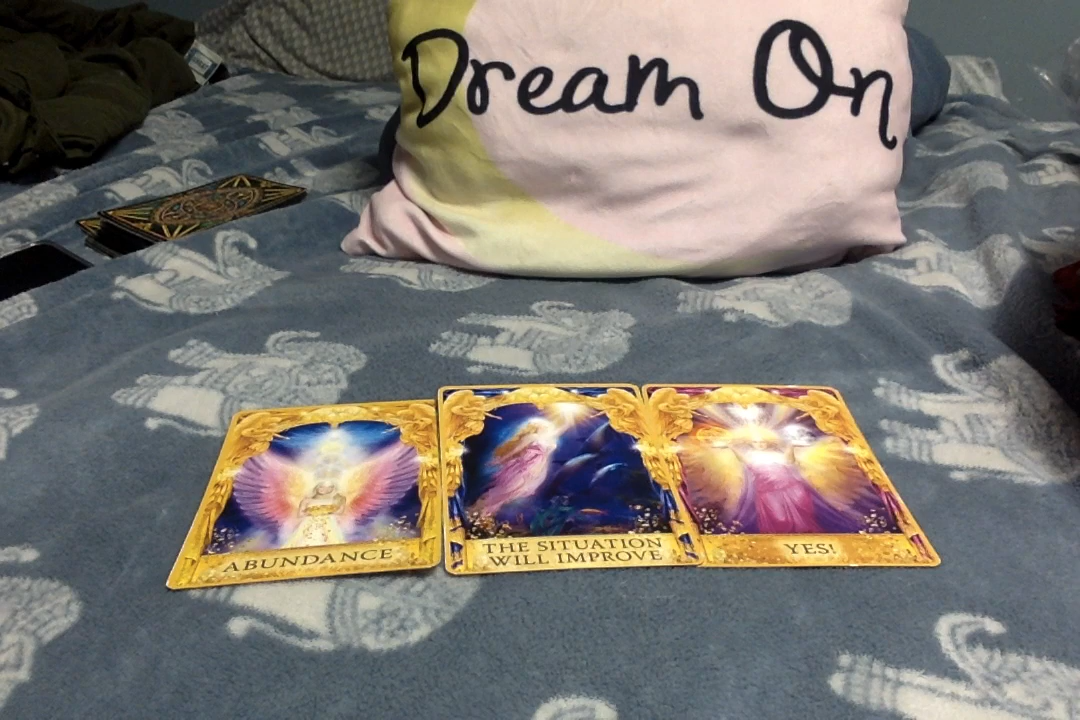 Dream On
ABUNDANCE
THE SITUATION
WILL IMPROVE
YES!